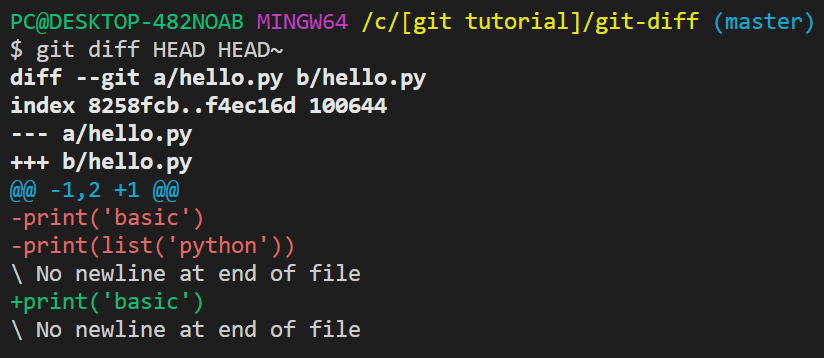 PC@DESKTOP-482NOAB MINGW64 /c/[git tutorial]/git-diff (master)
$ git diff HEAD HEAD~
diff --git a/hello.py b/hello.py
index 8258fcb..f4ec16d 100644
--- a/hello.py
+++ b/hello.py
@@ -1,2 +1 @@
-print('basic')
-print(list('python'))
\ No newline at end of file
+print('basic')
\ No newline at end of file